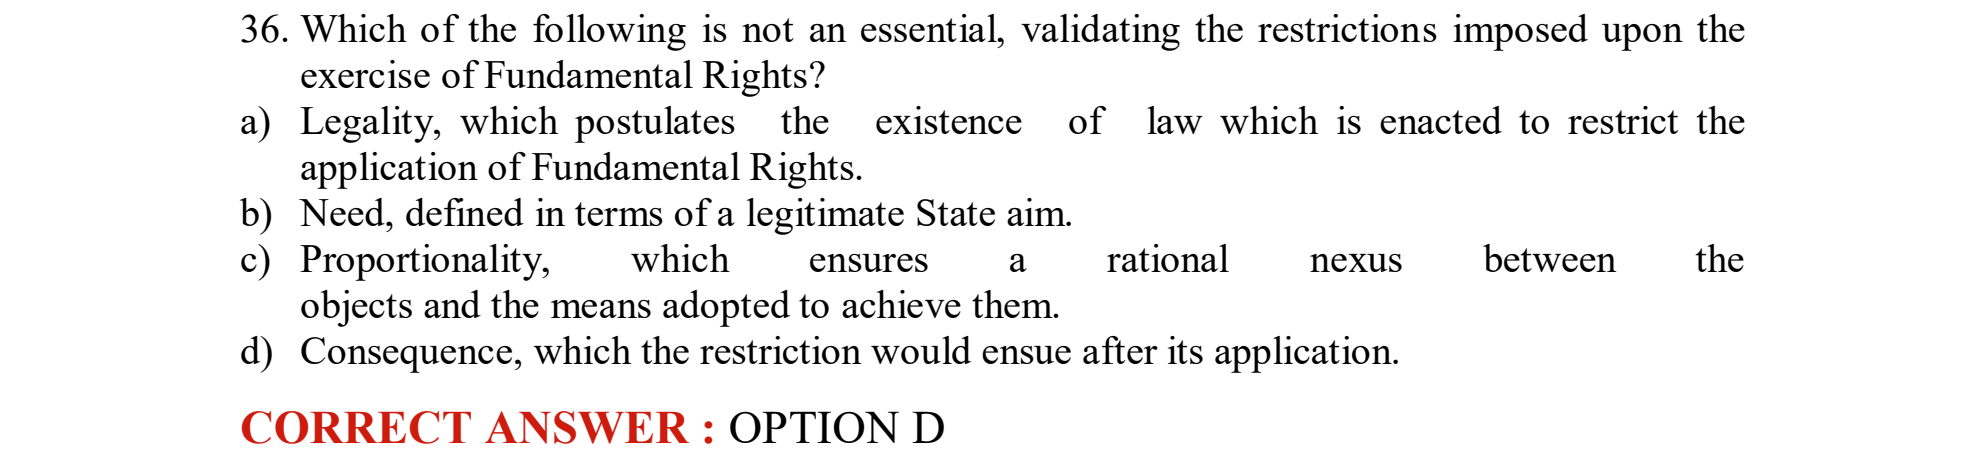 36. Which of the following is not an essential, validating the restrictions imposed upon the
exercise of Fundamental Rights?
a) Legality, which postulates the existence of law which is enacted to restrict the
application of Fundamental Rights.
b) Need, defined in terms of a legitimate State aim.
c) Proportionality, which ensures a rational nexus between the
objects and the means adopted to achieve them.
d) Consequence, which the restriction would ensue after its application.
CORRECT ANSWER : OPTION D